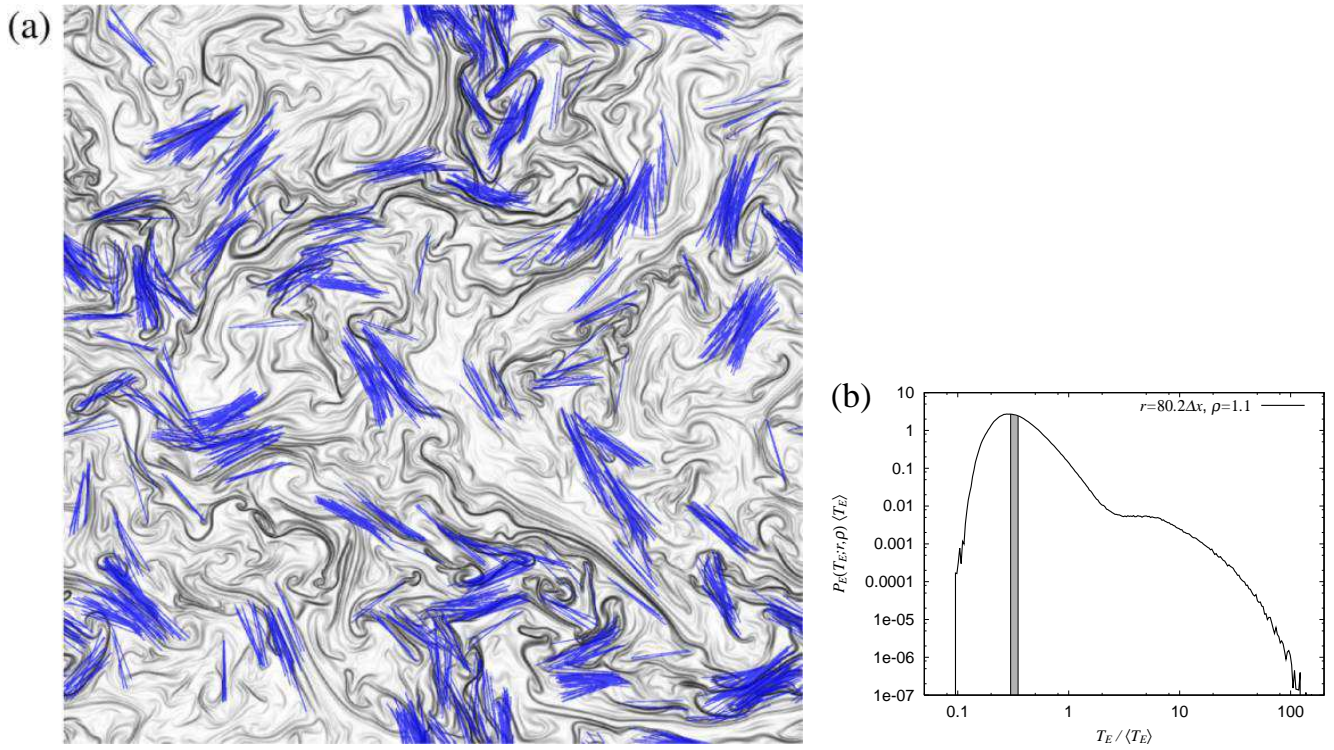 (a)
(b)
r=80.2Δx, ρ=1.1
10
1
0.1
0.01
0.001
0.0001
1e-05
1e-06
1e-07
P_E(T_E;r,ρ) ⟨T_E⟩
0.1 1 10 100
T_E / ⟨T_E⟩